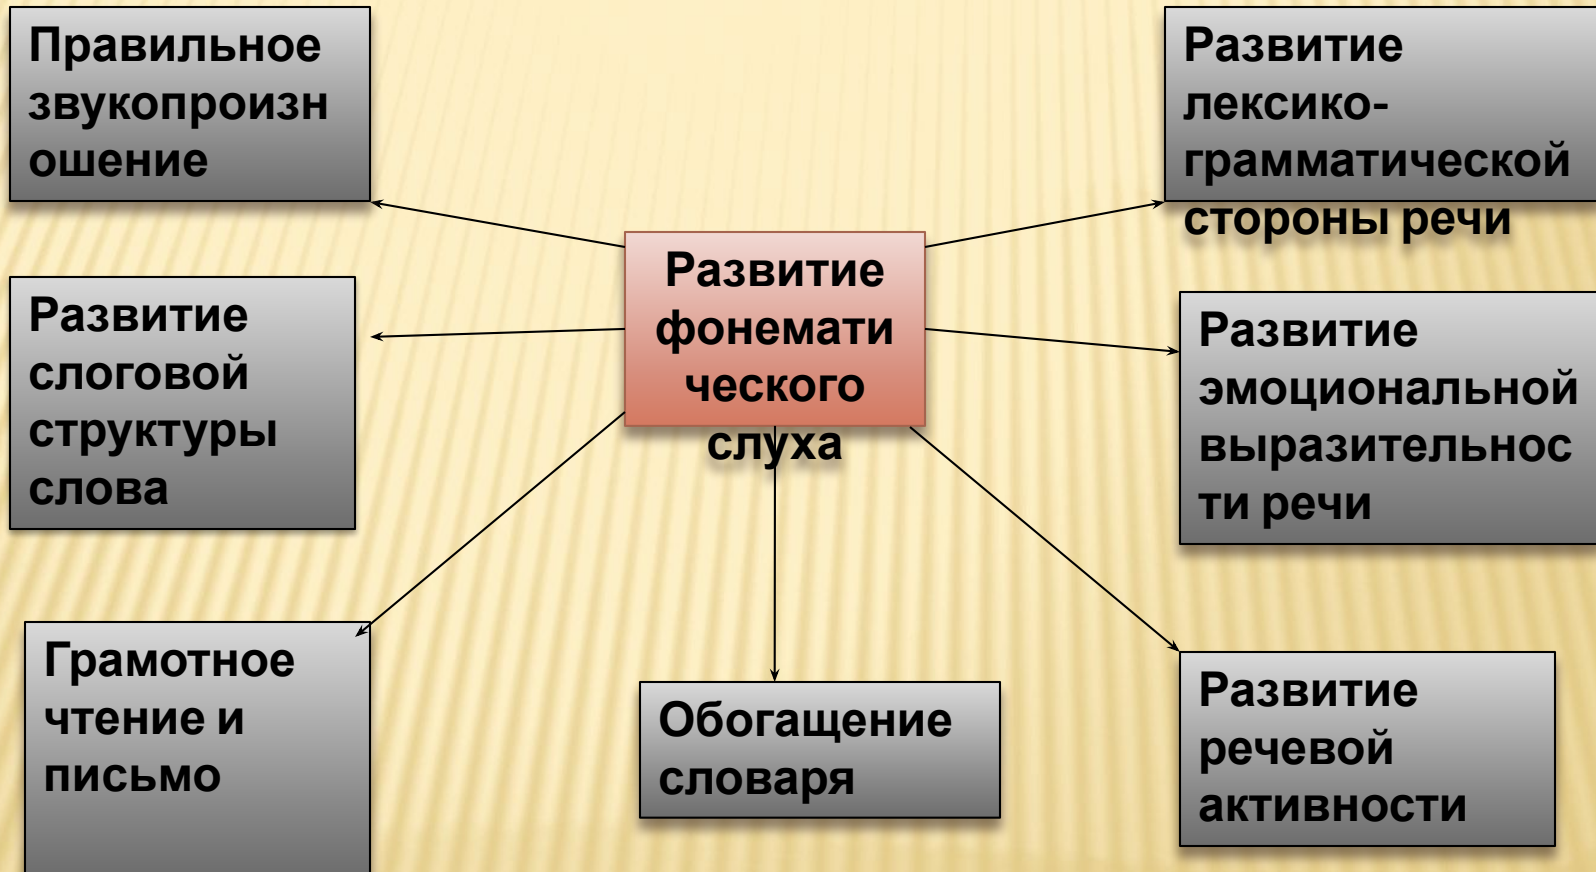 Правильное
звукопроизн
ошение
Развитие
лексико-
грамматической
стороны речи
Развитие
фонемати
ческого
слуха
Развитие
слоговой
структуры
слова
Развитие
эмоциональной
выразительнос
ти речи
Грамотное
чтение и
письмо
Обогащение
словаря
Развитие
речевой
активности